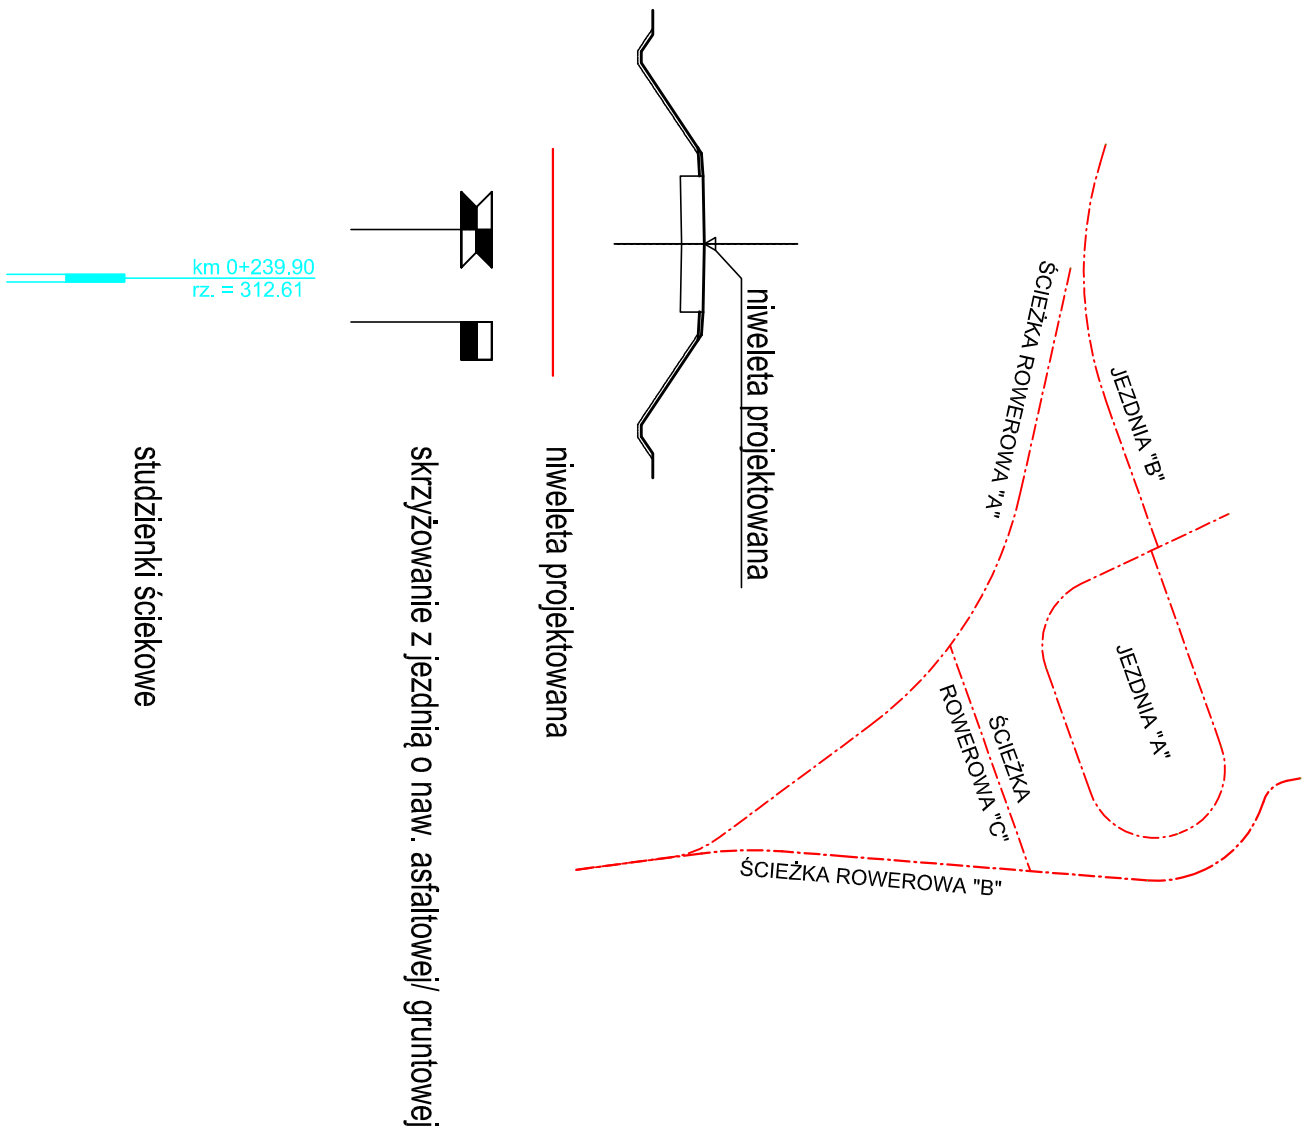 ŚCIEŻKA ROWEROWA "A"
JEZDNIA "B"
JEZDNIA "A"
ŚCIEŻKA
ROWEROWA "C"
ŚCIEŻKA ROWEROWA "B"
niweleta projektowana
niweleta projektowana
skrzyżowanie z jezdnią o naw. asfaltowej/ gruntowej
km 0+239,90
rz. = 312.61
studzienki ściekowe